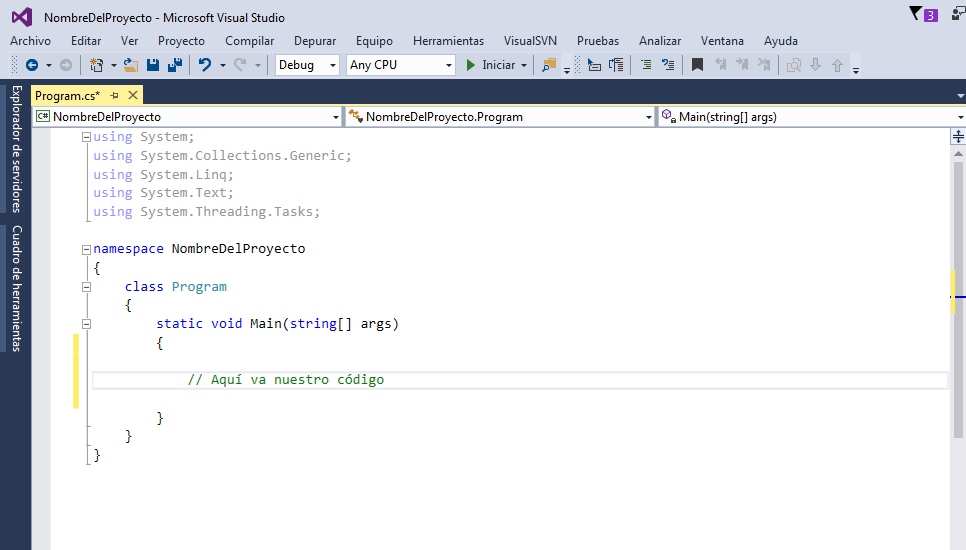 NombreDelProyecto - Microsoft Visual Studio
3
Archivo Editar Ver Proyecto Compilar Depurar Equipo Herramientas VisualSVN Pruebas Analizar Ventana Ayuda
Debug Any CPU Iniciar
Explorador de servidores
Cuadro de herramientas
Program.cs*
C# NombreDelProyecto NombreDelProyecto.Program Main(string[] args)
using System;
using System.Collections.Generic;
using System.Linq;
using System.Text;
using System.Threading.Tasks;
namespace NombreDelProyecto
{
class Program
{
static void Main(string[] args)
{
// Aquí va nuestro código
}
}
}